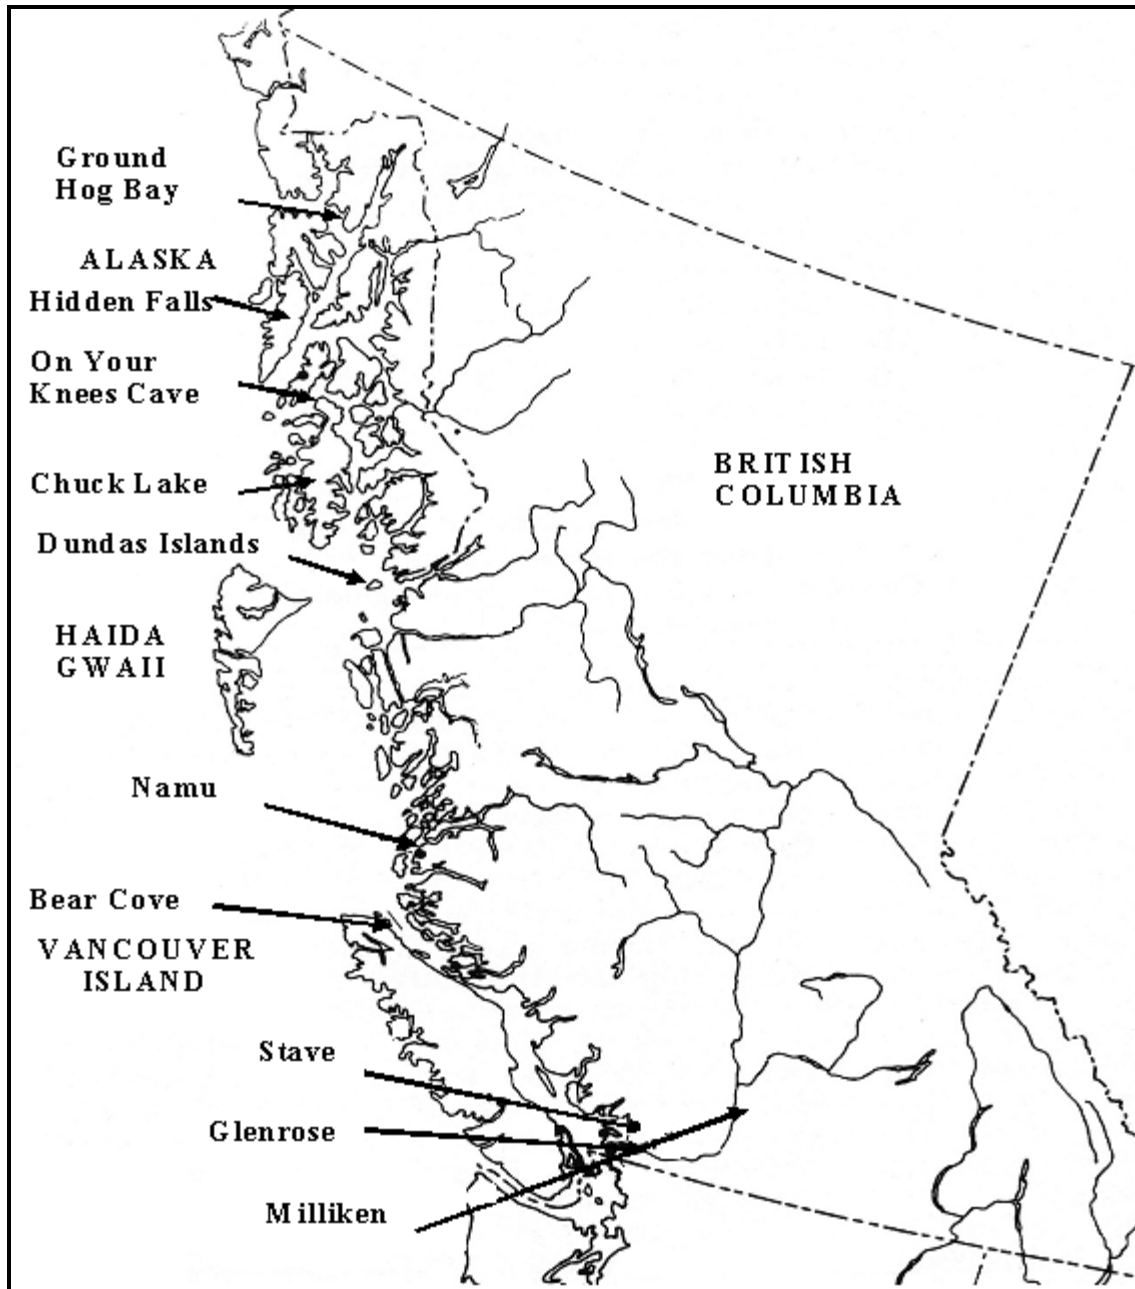 Ground
Hog Bay
ALASKA
Hidden Falls
On Your
Knees Cave
BRITISH
COLUMBIA
Chuck Lake
Dundas Islands
HAIDA
GWAII
Namu
Bear Cove
VANCOUVER
ISLAND
Stave
Glenrose
Milliken